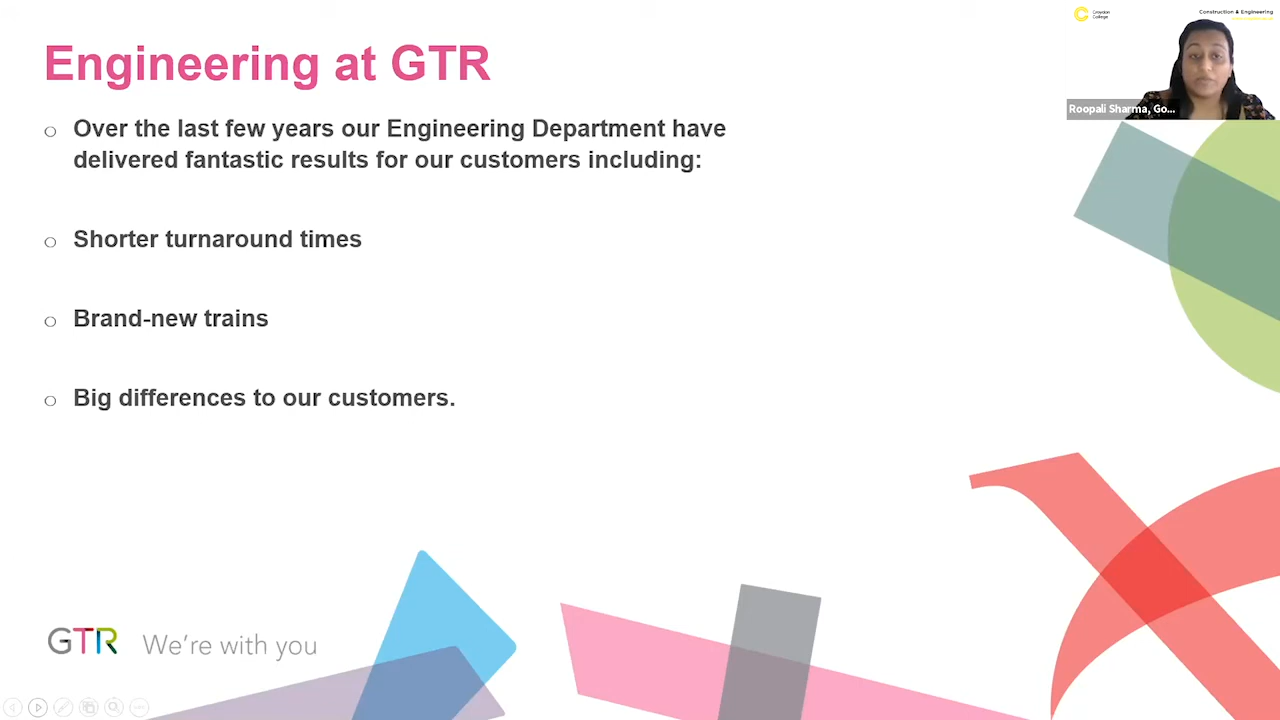 Croydon
College
Construction & Engineering
Engineering at GTR
Roopali Sharma, Go...
o Over the last few years our Engineering Department have
delivered fantastic results for our customers including:
o Shorter turnaround times
o Brand-new trains
o Big differences to our customers.
GTR We're with you